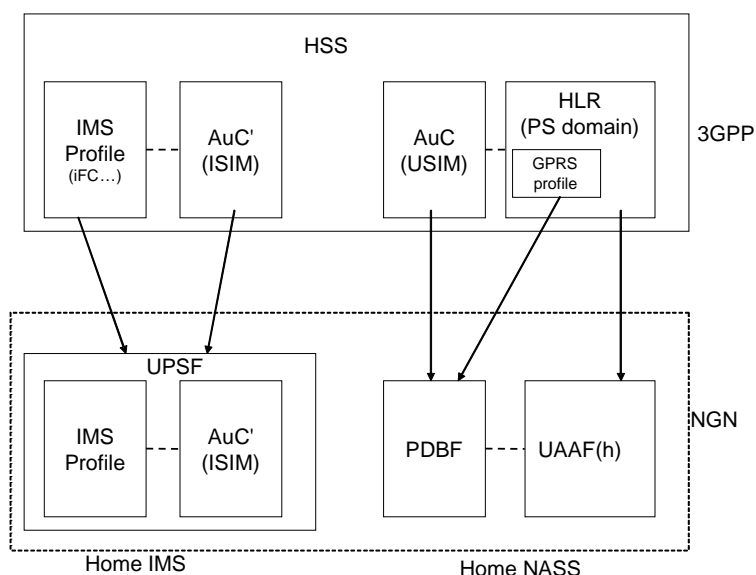 HSS
IMS
Profile
(iFC...)
AuC'
(ISIM)
AuC
(USIM)
HLR
(PS domain)
GPRS
profile
3GPP
UPSF
IMS
Profile
AuC'
(ISIM)
PDBF
UAAF(h)
NGN
Home IMS
Home NASS